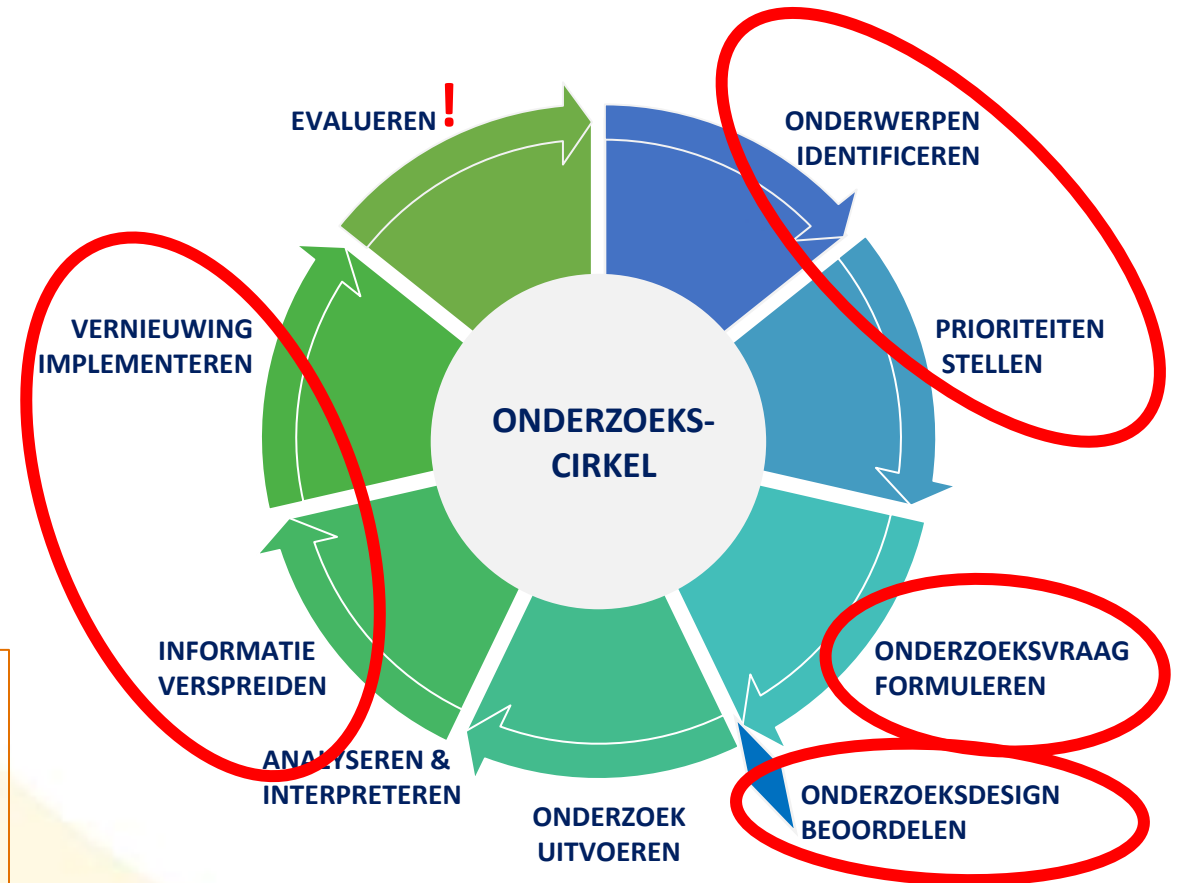 EVALUEREN!
ONDERWERPEN
IDENTIFICEREN
PRIORITEITEN
STELLEN
ONDERZOEKSVRAAG
FORMULEREN
ONDERZOEKSDESIGN
BEOORDELEN
ONDERZOEK
UITVOEREN
ANALYSEREN &
INTERPRETEREN
INFORMATIE
VERSPREIDEN
VERNIEUWING
IMPLEMENTEREN
ONDERZOEKS-
CIRKEL